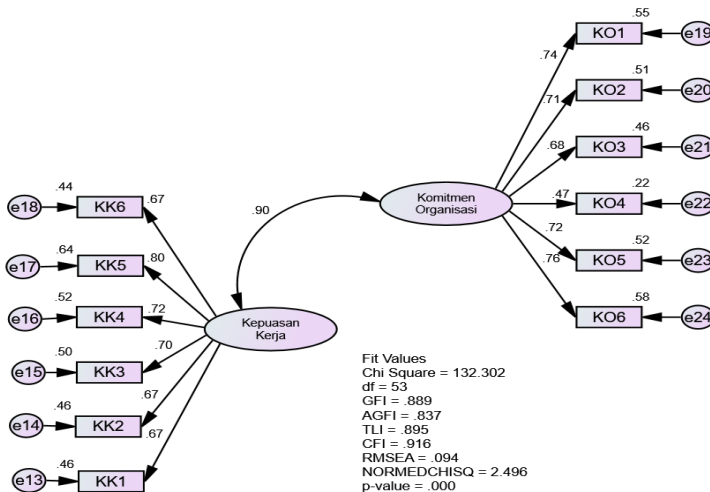 .55
KO1
e19
.74
.51
KO2
e20
.71
.46
KO3
e21
.68
Komitmen
Organisasi
.22
KO4
e22
.47
.52
KO5
e23
.72
.58
KO6
e24
.76
.90
.44
e18
KK6
.67
.64
e17
KK5
.80
.52
e16
KK4
.72
Kepuasan
Kerja
.50
e15
KK3
.70
.46
e14
KK2
.67
.46
e13
KK1
.67
Fit Values
Chi Square = 132.302
df = 53
GFI = .889
AGFI = .837
TLI = .895
CFI = .916
RMSEA = .094
NORMEDCHISQ = 2.496
p-value = .000